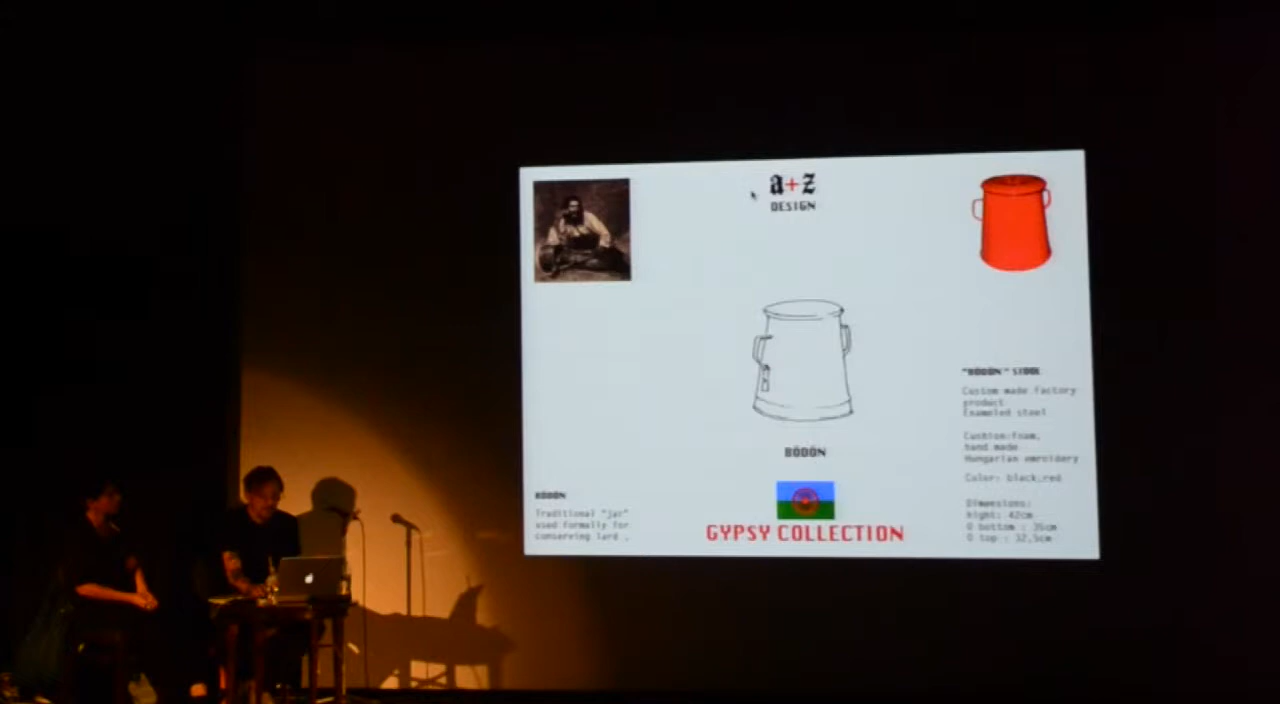 a+z
DESIGN
"BÖDÖN" STOOL
Custom made factory
product
Enameled steel
Cushion:foam,
hand made
Hungarian emroidery
Color: black,red
Dimensions:
hight: 42cm
O bottom : 35cm
O top : 32,5cm
BÖDÖN
GYPSY COLLECTION
BÖDÖN
Traditional "jar"
used formally for
conserving lard .